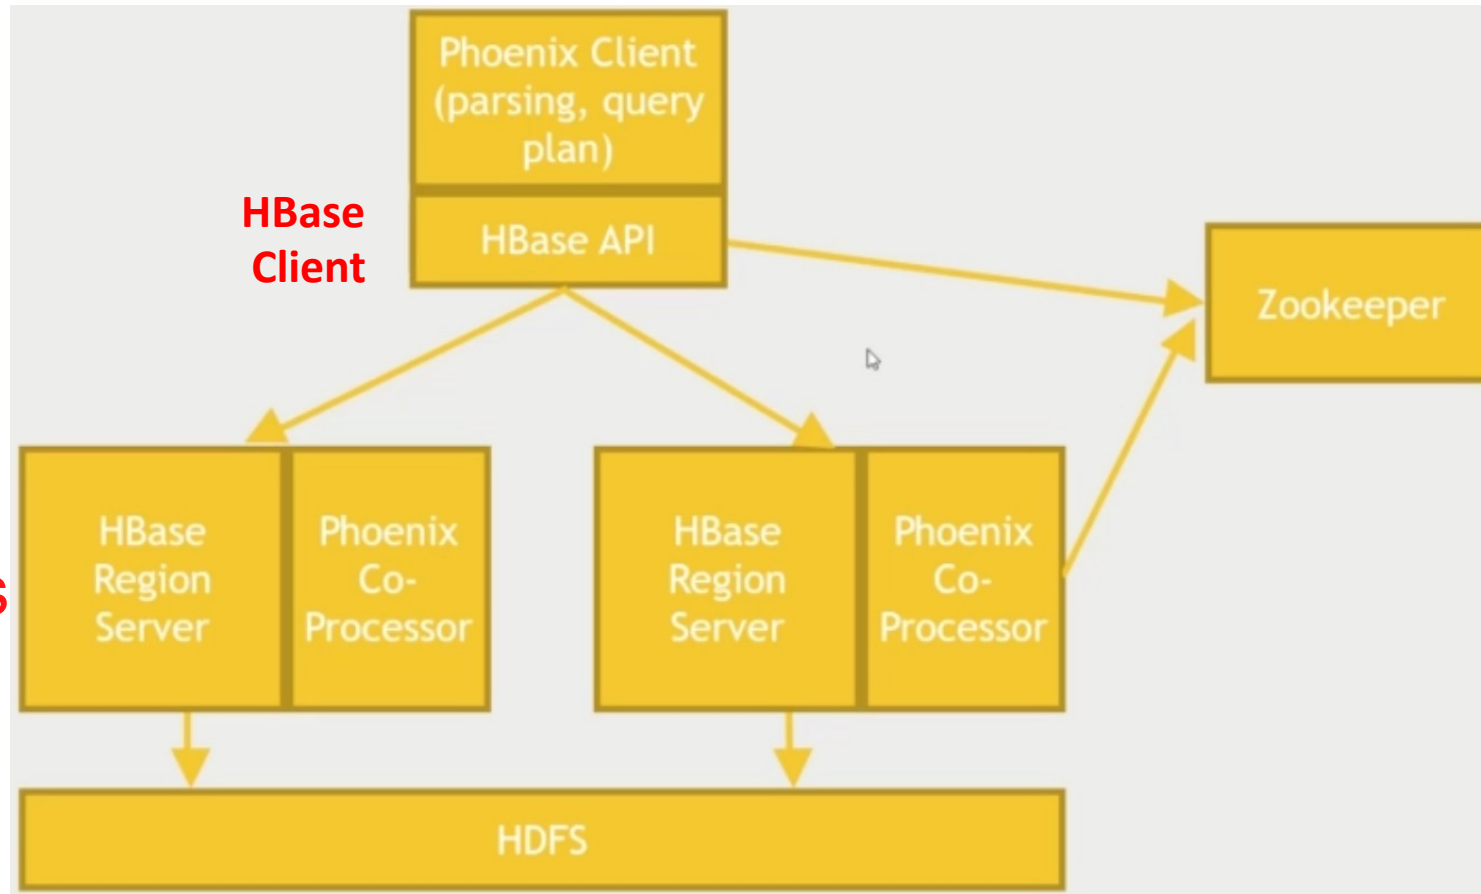 Phoenix Client
(parsing, query
plan)
HBase
Client
HBase API
Zookeeper
HBase
Region
Server
Phoenix
Co-
Processor
HBase
Region
Server
Phoenix
Co-
Processor
HDFS